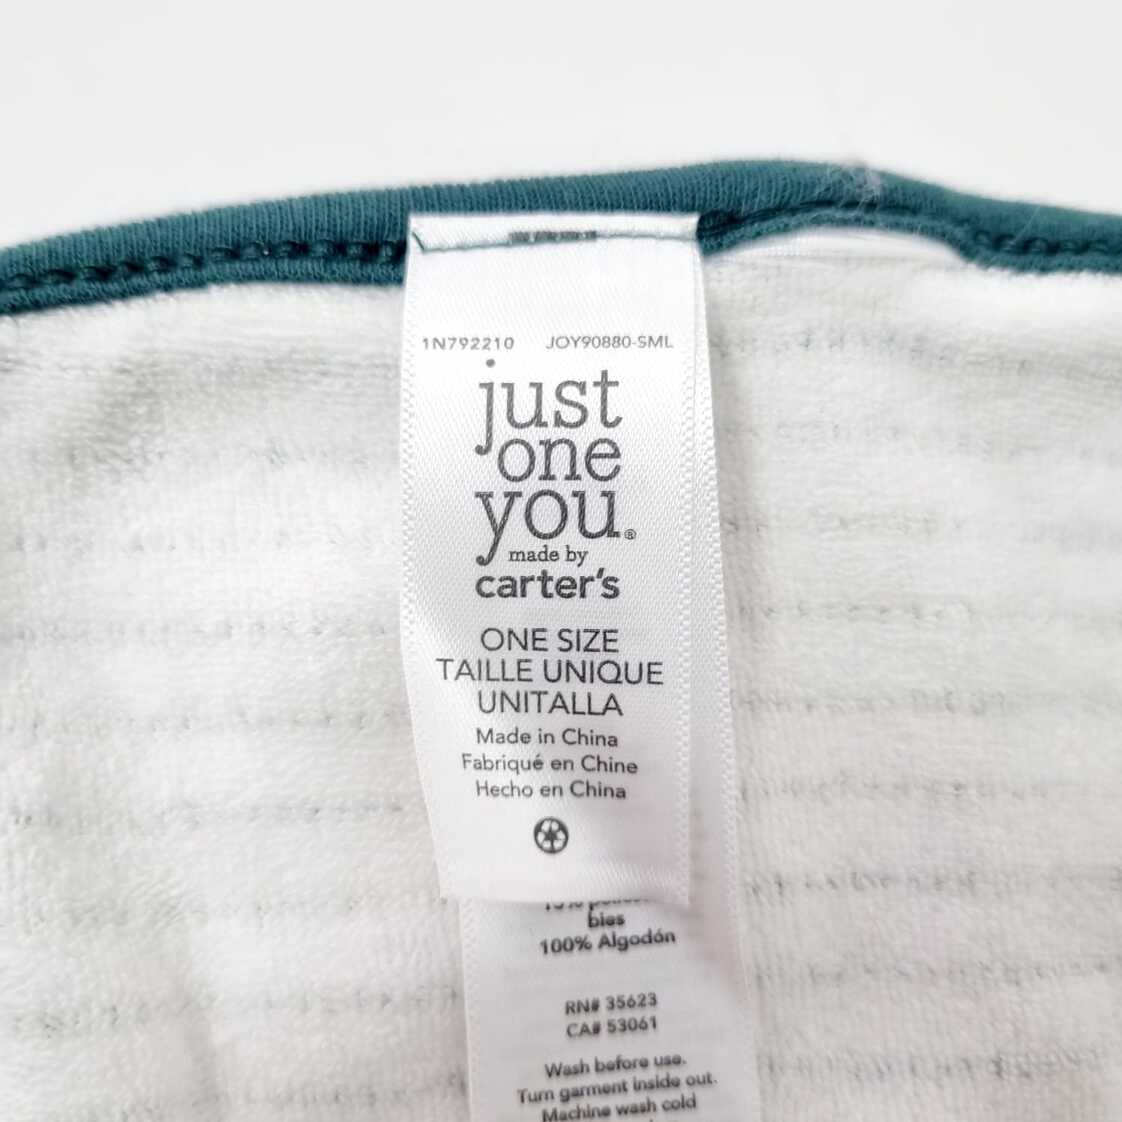 1N792210 JOY90880-SML
just
one
you®
made by
carter's
ONE SIZE
TAILLE UNIQUE
UNITALLA
Made in China
Fabriqué en Chine
Hecho en China
bies
100% Algodón
RN# 35623
CA# 53061
Wash before use.
Turn garment inside out.
Machine wash cold